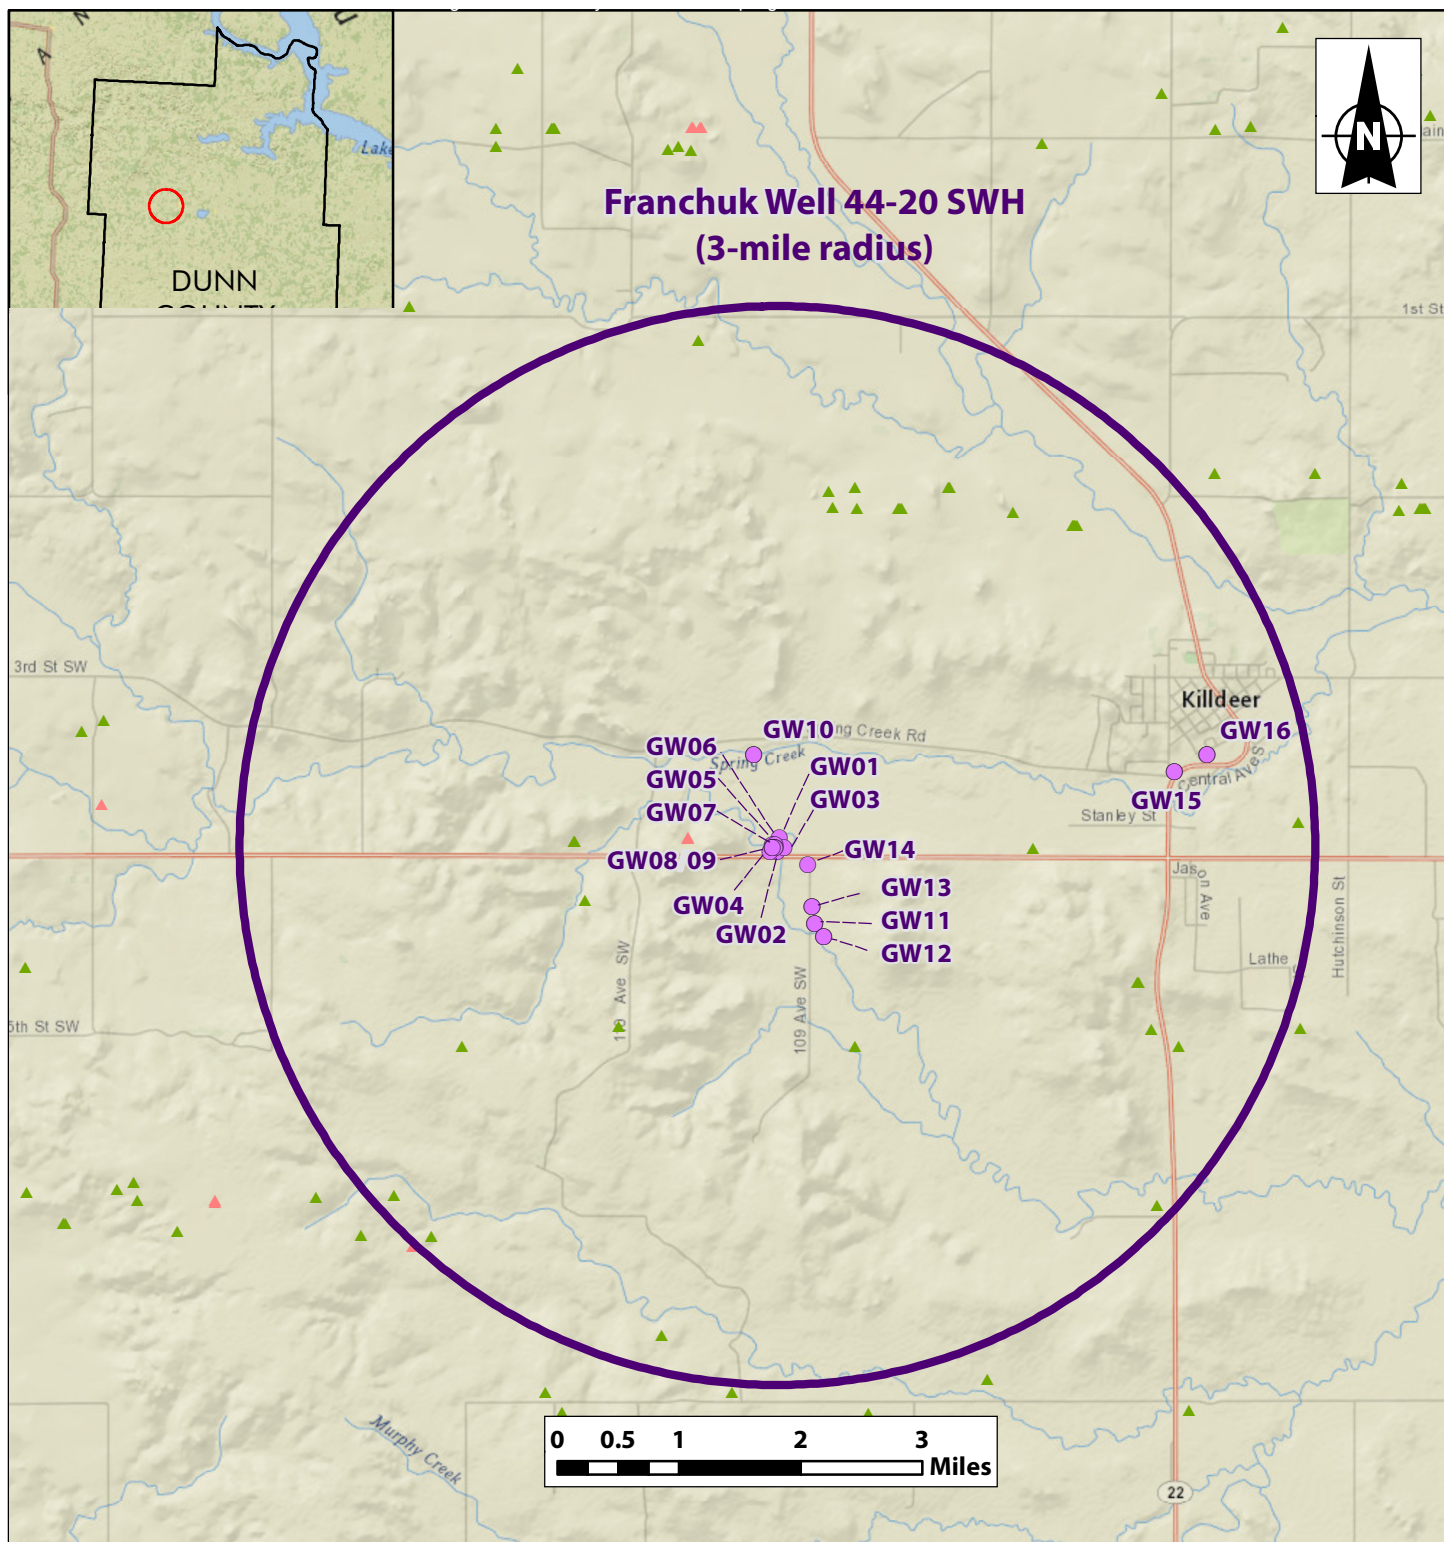 Lake
DUNN
N
Franchuk Well 44-20 SWH
(3-mile radius)
1st St
3rd St SW
Killdeer
GW10
ng Creek Rd
GW16
GW06
Spring Creek
GW01
GW05
GW03
Central Ave S
GW15
GW07
Stanley St
GW08 09
GW14
Jason Ave
GW13
GW04
GW11
GW02
GW12
Hutchinson St
Lathe
Ave SW
109 Ave SW
5th St SW
Murphy Creek
0 0.5 1 2 3
Miles
22